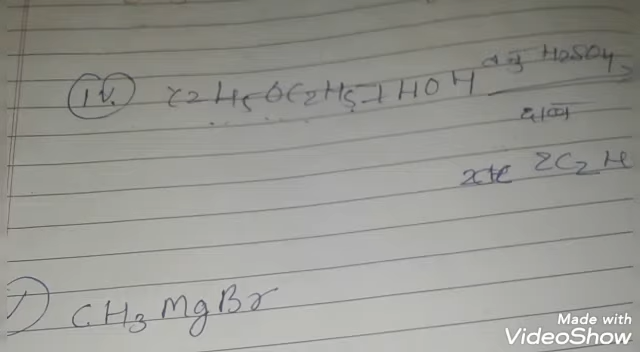 IV. C2H5OC2H5+HOH तनु H2SO4
दाब
2C2H
CH3MgBr
Made with
VideoShow